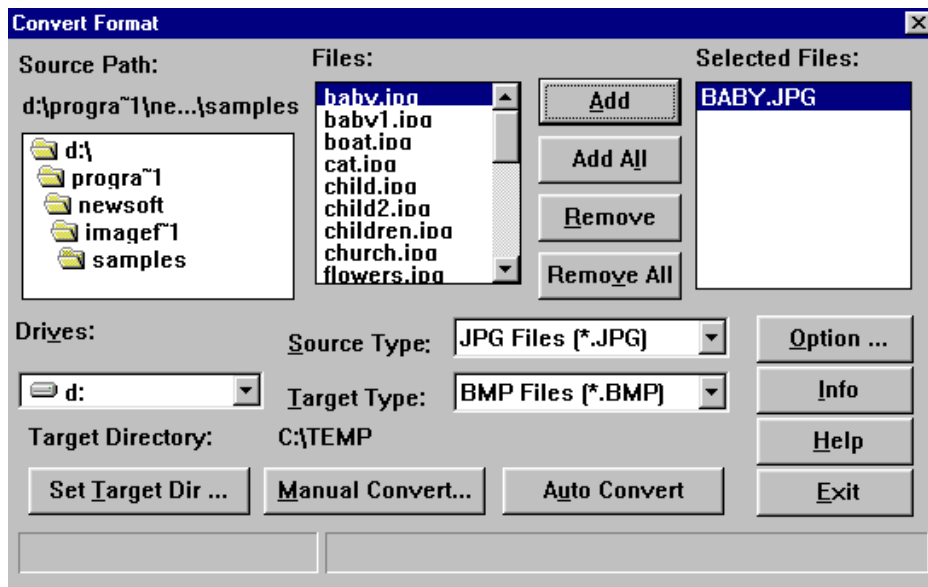 Convert Format
Source Path:
d:\progra~1\ne...\samples
d:\
progra~1
newsoft
imagef~1
samples
Files:
baby.jpg
baby1.jpg
boat.jpg
cat.jpg
child.jpg
child2.jpg
children.jpg
church.jpg
flowers.jpg
Add
Add All
Remove
Remove All
Selected Files:
BABY.JPG
Drives:
d:
Source Type:
JPG Files (*.JPG)
Target Type:
BMP Files (*.BMP)
Option ...
Info
Help
Exit
Target Directory:
C:\TEMP
Set Target Dir ...
Manual Convert...
Auto Convert